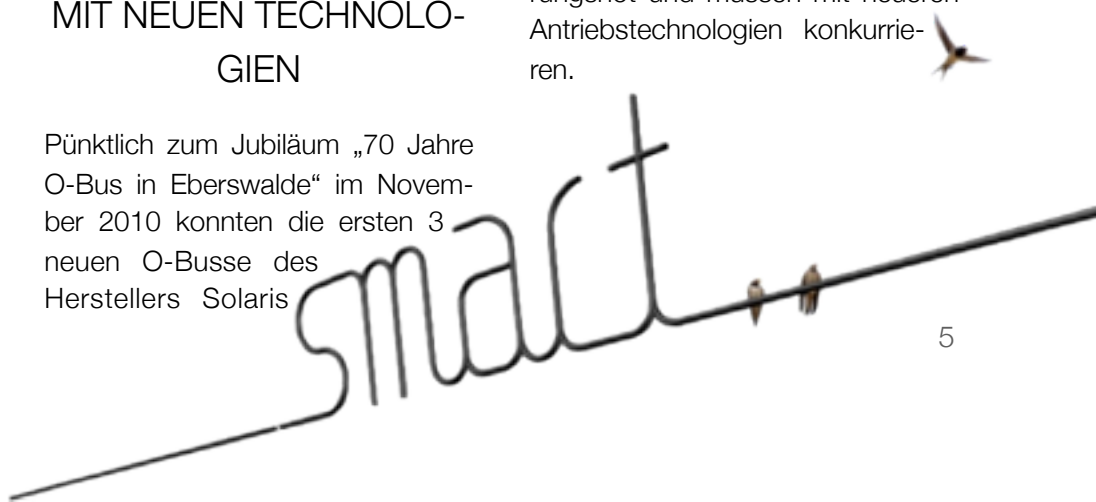 MIT NEUEN TECHNOLO-
GIEN
Pünktlich zum Jubiläum „70 Jahre
O-Bus in Eberswalde“ im Novem-
ber 2010 konnten die ersten 3
neuen O-Busse des
Herstellers Solaris
Antriebstechnologien konkurrie-
ren.
smart
5